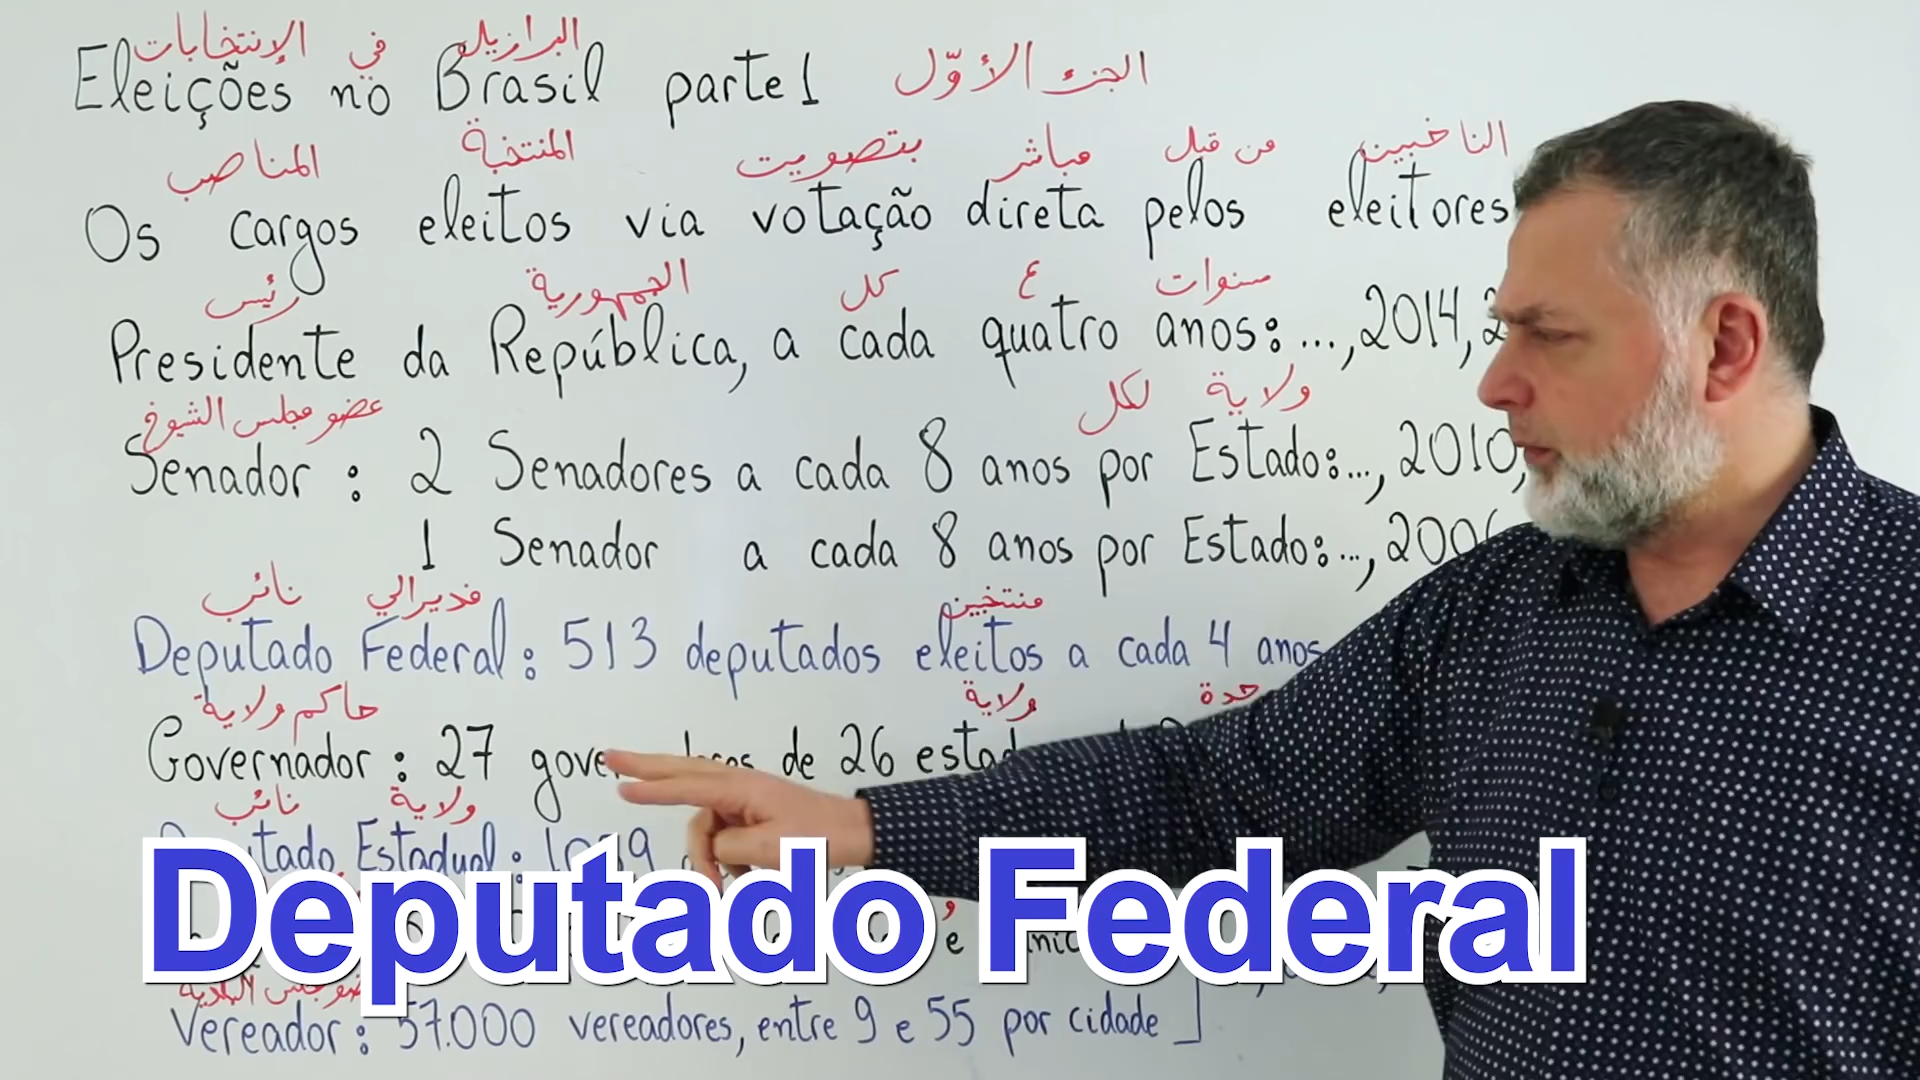 الإنتخابات في البرازيل
Eleições no Brasil parte 1 الجزء الأوّل
المناصب المنتخبة بتصويت مباشر من قبل الناخبين
Os cargos eleitos via votação direta pelos eleitores
رئيس الجمهورية كل ٤ سنوات
Presidente da República, a cada quatro anos: ..., 2014,
عضو مجلس الشيوخ لكل ولاية
Senador : 2 Senadores a cada 8 anos por Estado: ..., 2010,
1 Senador a cada 8 anos por Estado: ...,
نائب فديرالي منتخبين
Deputado Federal : 513 deputados eleitos a cada 4 anos
حاكم ولاية ولاية
Governador : 27 de 26
نائب ولاية
Estadual :
Deputado Federal
و
e
Vereador : 57.000 vereadores, entre 9 e 55 por cidade